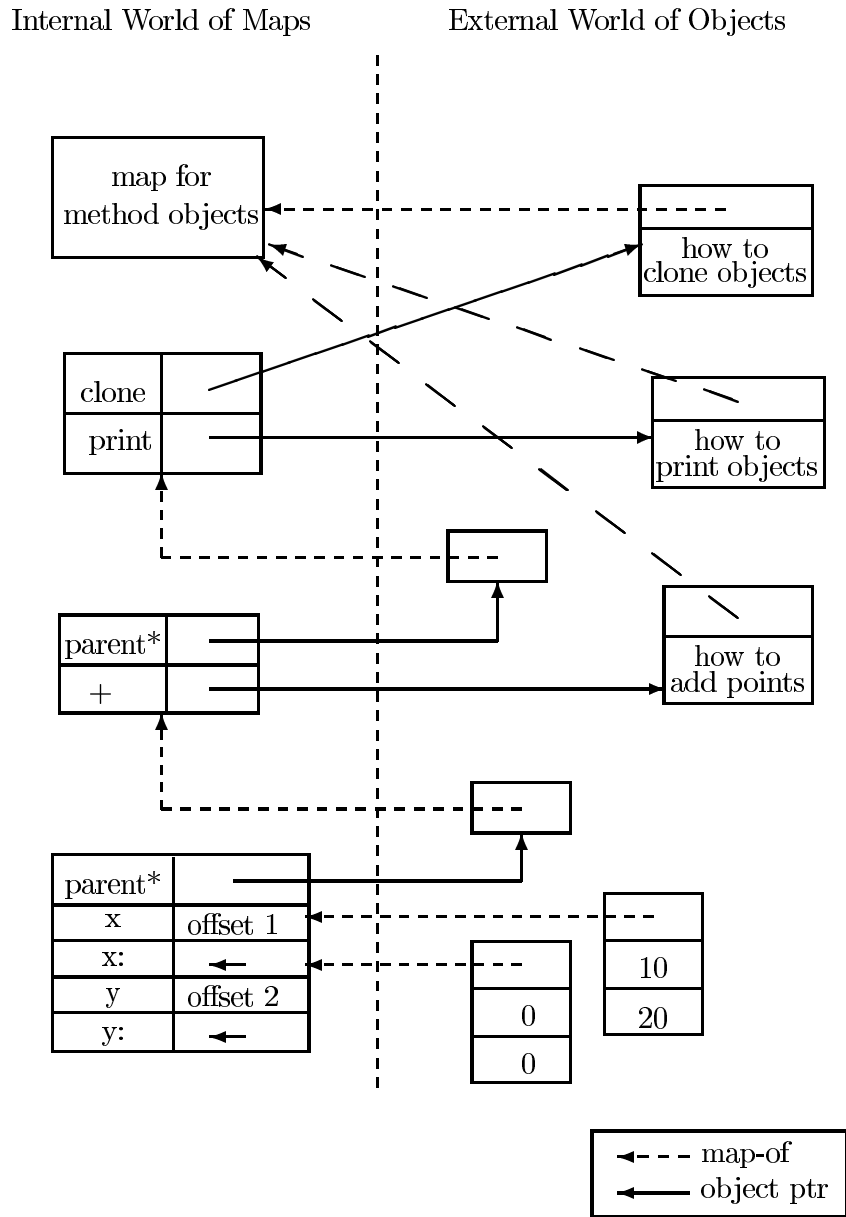 Internal World of Maps
External World of Objects
map for
method objects
how to
clone objects
clone
print
how to
print objects
parent*
+
how to
add points
parent*
x
offset 1
x:
y
offset 2
y:
10
20
0
0
map-of
object ptr